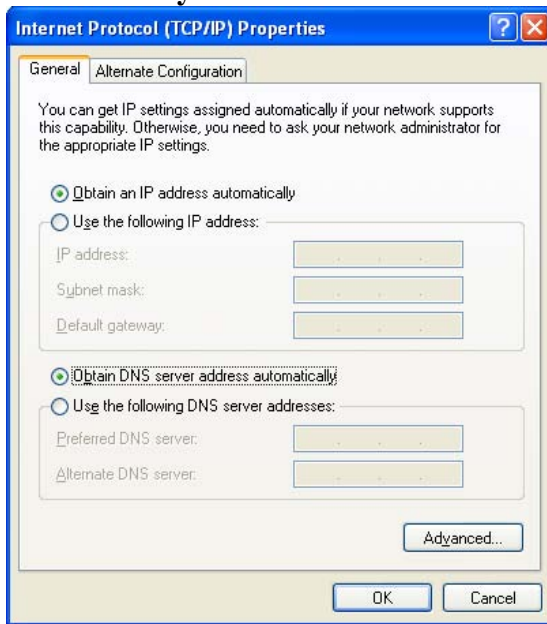 Internet Protocol (TCP/IP) Properties
General
Alternate Configuration
You can get IP settings assigned automatically if your network supports
this capability. Otherwise, you need to ask your network administrator for
the appropriate IP settings.
Obtain an IP address automatically
Use the following IP address:
IP address:
Subnet mask:
Default gateway:
Obtain DNS server address automatically
Use the following DNS server addresses:
Preferred DNS server:
Alternate DNS server:
Advanced...
OK
Cancel